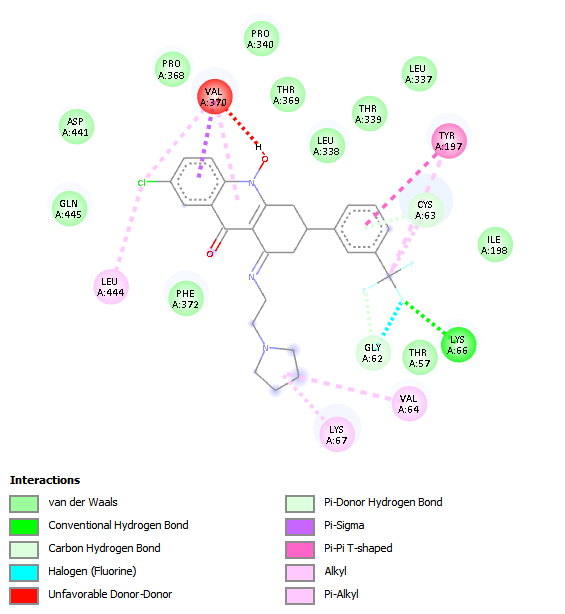 PRO
A:340
PRO
A:368
VAL
A:370
THR
A:369
LEU
A:337
THR
A:339
ASP
A:441
LEU
A:338
TYR
A:197
H
O
Cl
N
CYS
A:63
GLN
A:445
O
ILE
A:198
F
LEU
A:444
N
F
F
PHE
A:372
LYS
A:66
N
GLY
A:62
THR
A:57
VAL
A:64
LYS
A:67
Interactions
van der Waals
Conventional Hydrogen Bond
Carbon Hydrogen Bond
Halogen (Fluorine)
Unfavorable Donor-Donor
Pi-Donor Hydrogen Bond
Pi-Sigma
Pi-Pi T-shaped
Alkyl
Pi-Alkyl